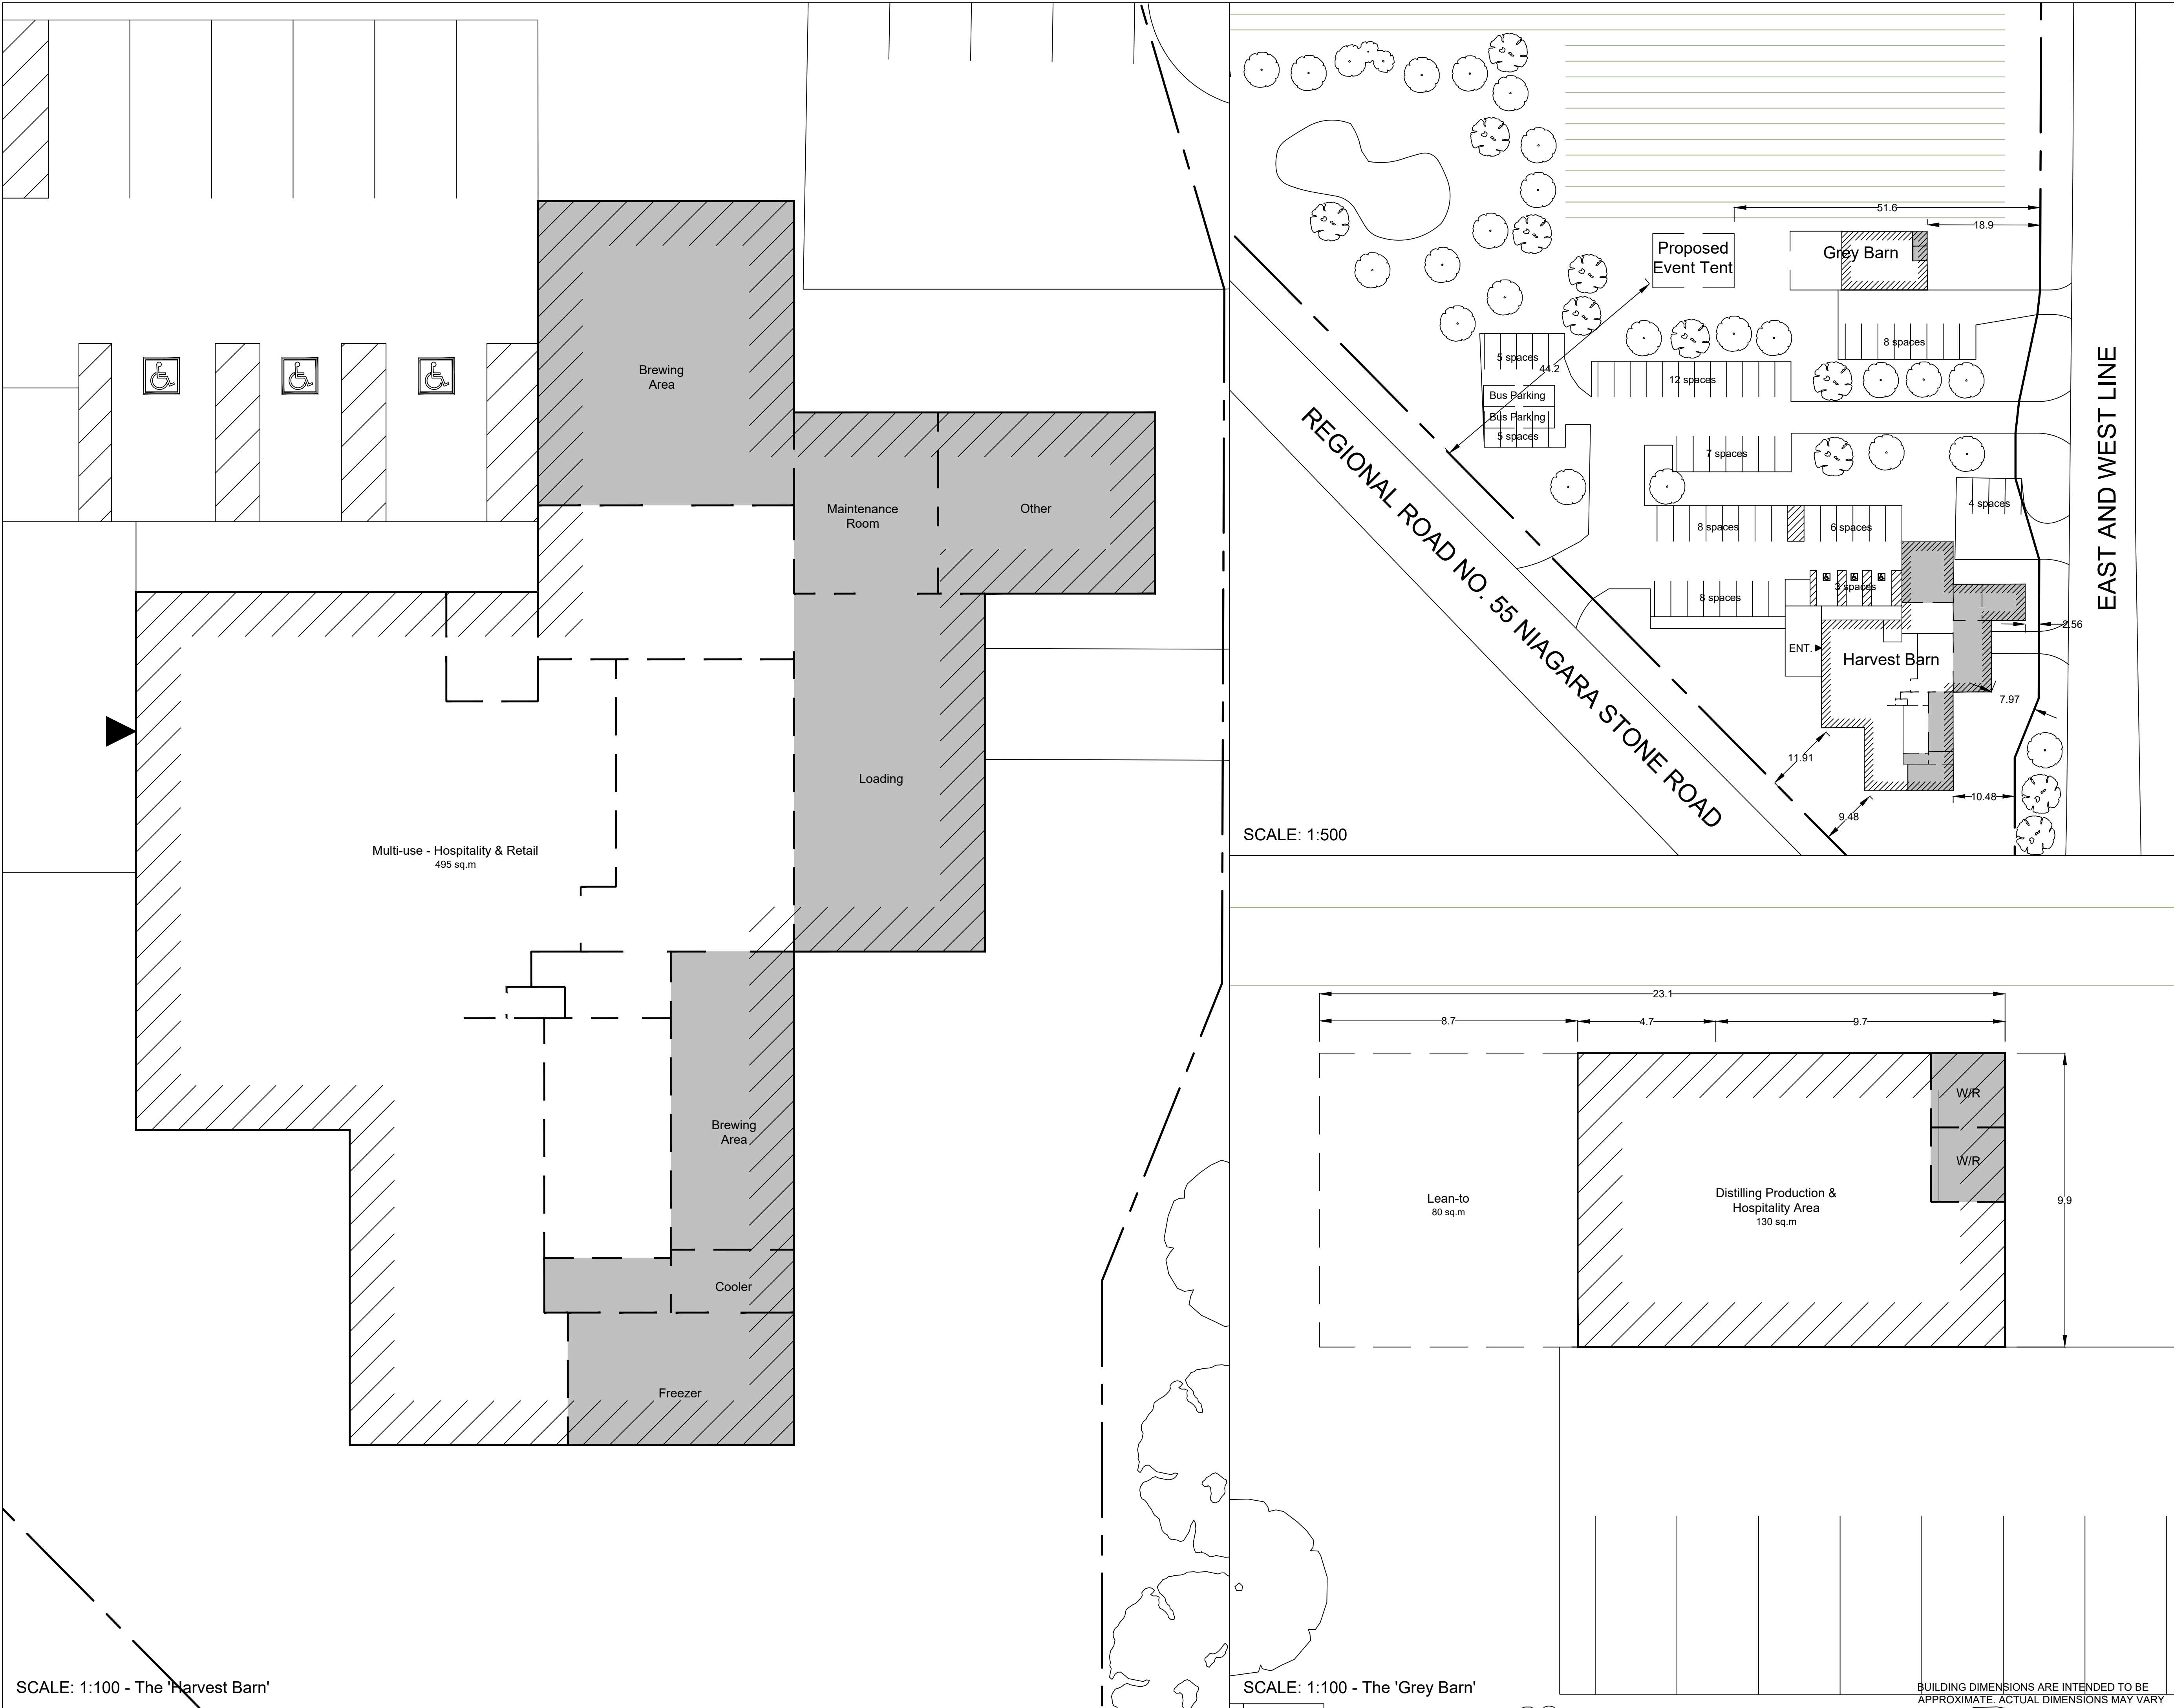 Brewing
Area
Maintenance
Room
Other
Loading
Multi-use - Hospitality & Retail
495 sq.m
Brewing
Area
Cooler
Freezer
SCALE: 1:100 - The 'Harvest Barn'
51.6
18.9
Proposed
Event Tent
Grey Barn
5 spaces
44.2
8 spaces
12 spaces
Bus Parking
Bus Parking
5 spaces
7 spaces
4 spaces
8 spaces
6 spaces
3 spaces
8 spaces
2.56
ENT.
Harvest Barn
7.97
11.91
10.48
9.48
REGIONAL ROAD NO. 55 NIAGARA STONE ROAD
EAST AND WEST LINE
SCALE: 1:500
23.1
8.7
4.7
9.7
W/R
W/R
9.9
Lean-to
80 sq.m
Distilling Production &
Hospitality Area
130 sq.m
SCALE: 1:100 - The 'Grey Barn'
BUILDING DIMENSIONS ARE INTENDED TO BE
APPROXIMATE. ACTUAL DIMENSIONS MAY VARY